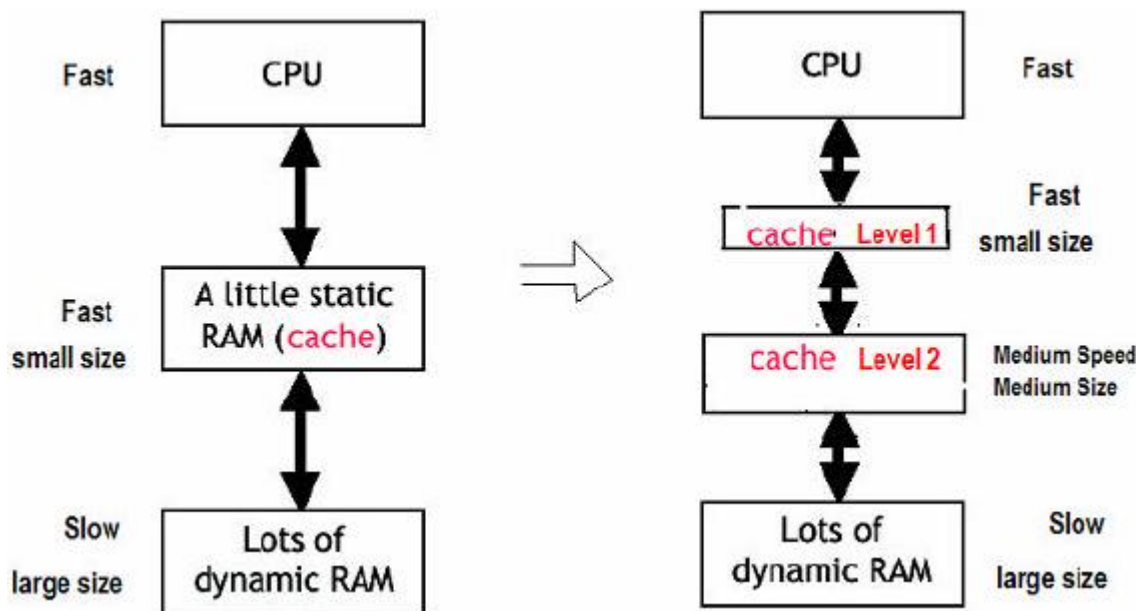 Fast
CPU
Fast
small size
A little static
RAM (cache)
Slow
large size
Lots of
dynamic RAM
CPU
Fast
cache Level 1
Fast
small size
cache Level 2
Medium Speed
Medium Size
Lots of
dynamic RAM
Slow
large size